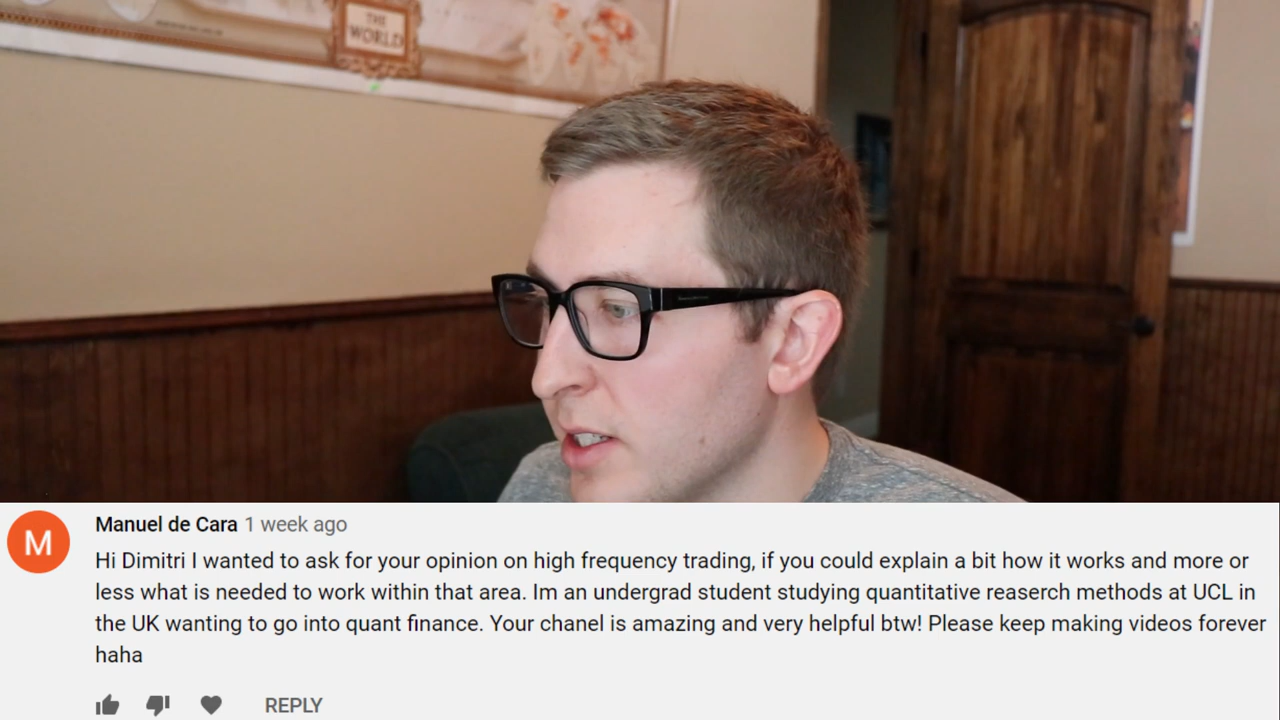 THE
WORLD
Manuel de Cara 1 week ago
Hi Dimitri I wanted to ask for your opinion on high frequency trading, if you could explain a bit how it works and more or
less what is needed to work within that area. Im an undergrad student studying quantitative reaserch methods at UCL in
the UK wanting to go into quant finance. Your chanel is amazing and very helpful btw! Please keep making videos forever
haha
M
REPLY